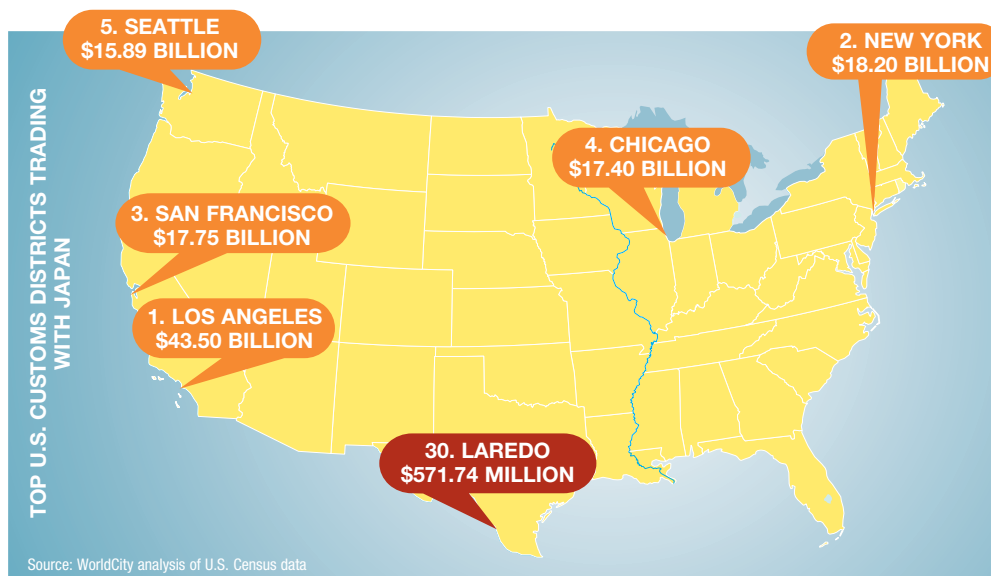 TOP U.S. CUSTOMS DISTRICTS TRADING
WITH JAPAN
5. SEATTLE
$15.89 BILLION
2. NEW YORK
$18.20 BILLION
4. CHICAGO
$17.40 BILLION
3. SAN FRANCISCO
$17.75 BILLION
1. LOS ANGELES
$43.50 BILLION
30. LAREDO
$571.74 MILLION
Source: WorldCity analysis of U.S. Census data